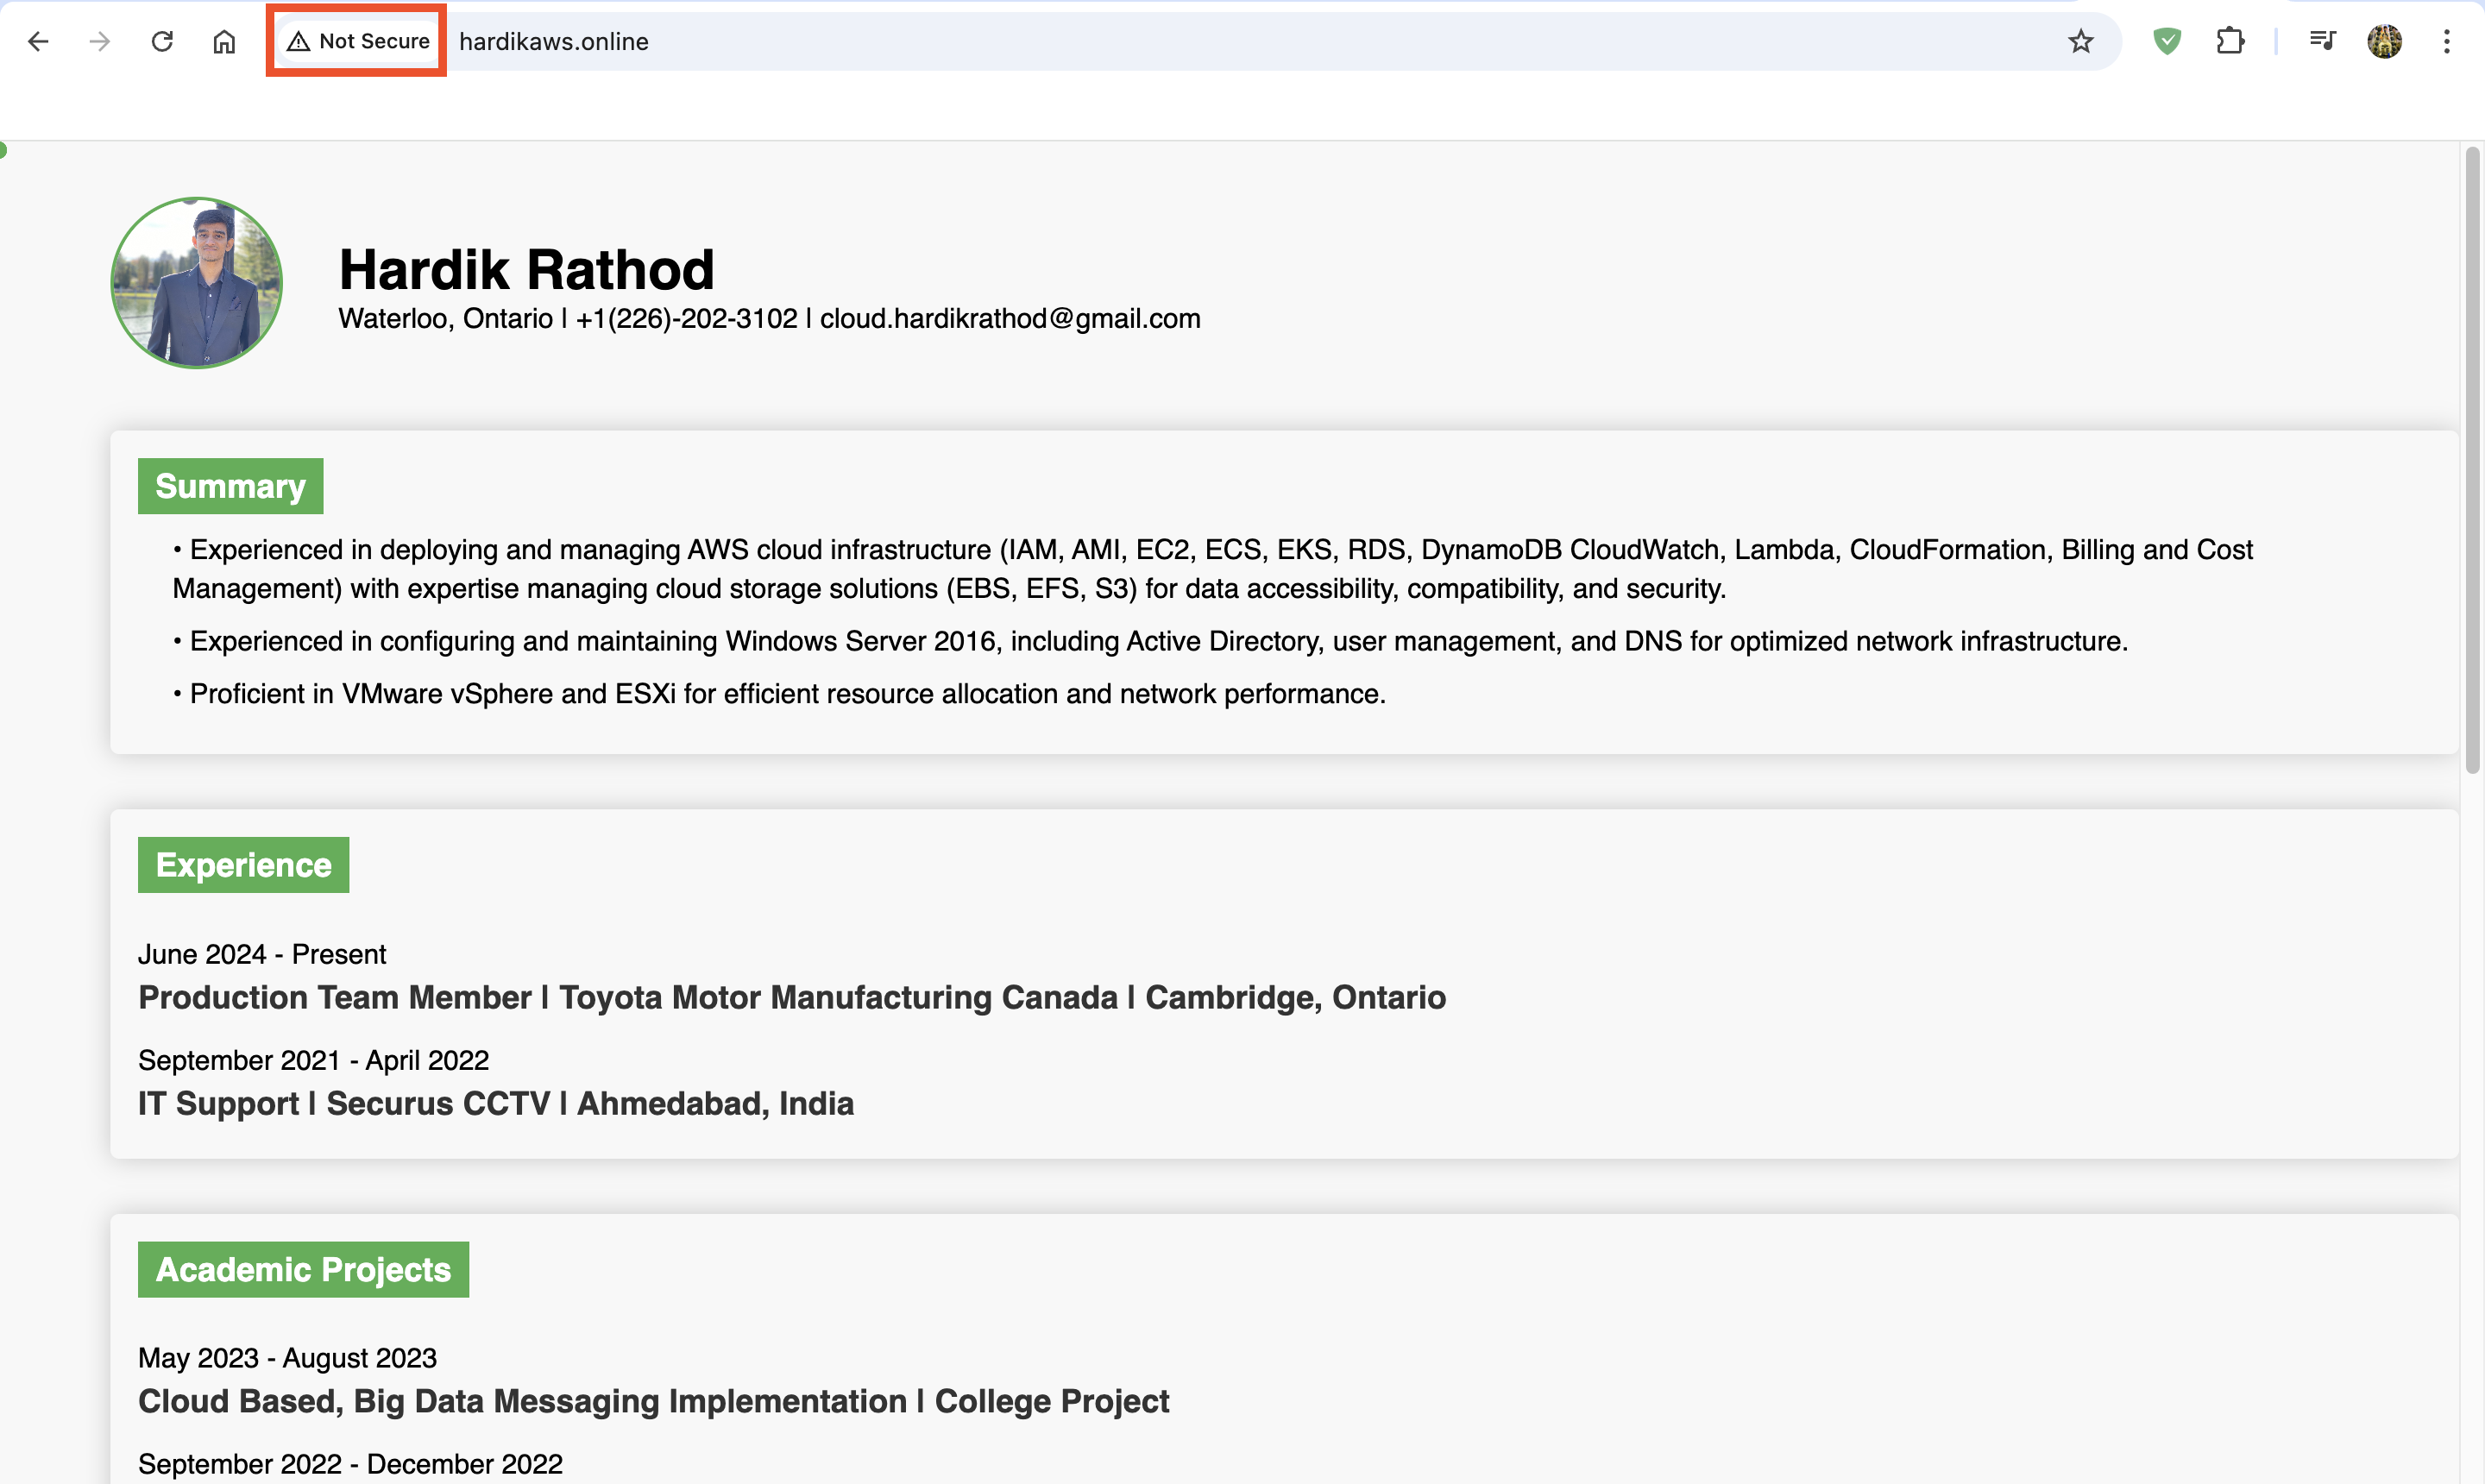 Not Secure hardikaws.online
Hardik Rathod
Waterloo, Ontario | +1(226)-202-3102 | cloud.hardikrathod@gmail.com
Summary
• Experienced in deploying and managing AWS cloud infrastructure (IAM, AMI, EC2, ECS, EKS, RDS, DynamoDB CloudWatch, Lambda, CloudFormation, Billing and Cost
Management) with expertise managing cloud storage solutions (EBS, EFS, S3) for data accessibility, compatibility, and security.
• Experienced in configuring and maintaining Windows Server 2016, including Active Directory, user management, and DNS for optimized network infrastructure.
• Proficient in VMware vSphere and ESXi for efficient resource allocation and network performance.
Experience
June 2024 - Present
Production Team Member | Toyota Motor Manufacturing Canada | Cambridge, Ontario
September 2021 - April 2022
IT Support | Securus CCTV | Ahmedabad, India
Academic Projects
May 2023 - August 2023
Cloud Based, Big Data Messaging Implementation | College Project
September 2022 - December 2022